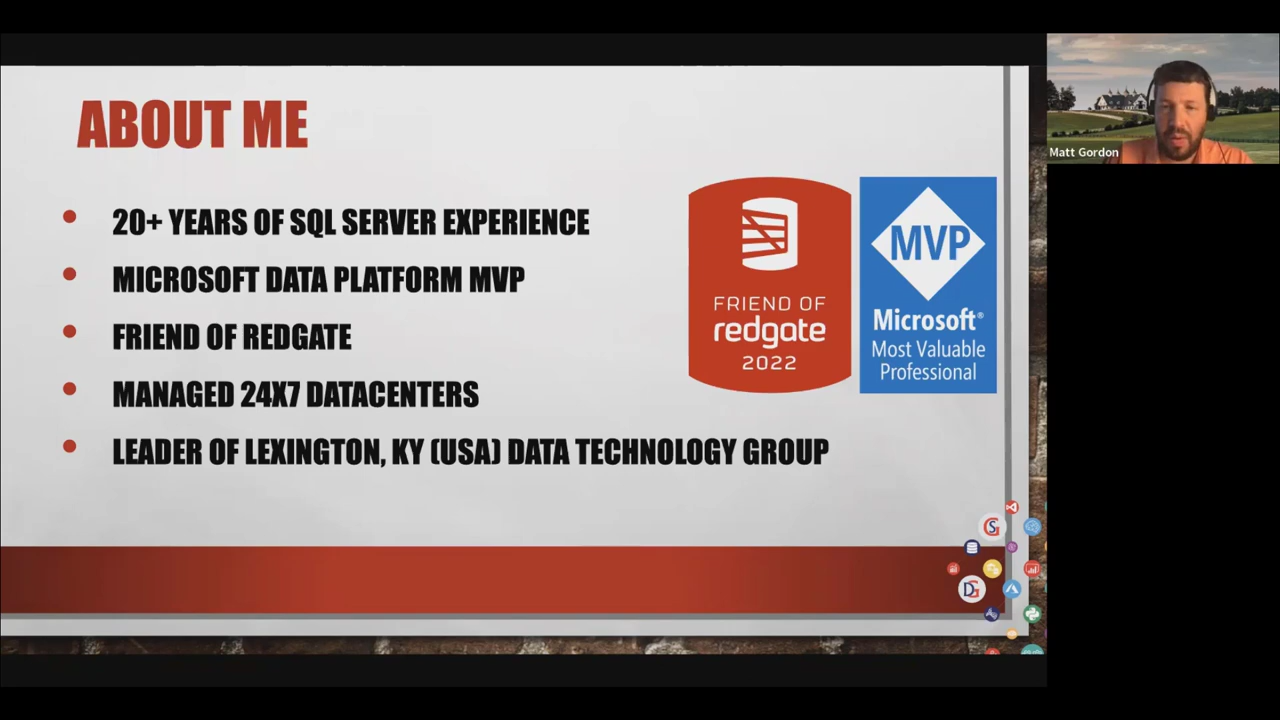 ABOUT ME
20+ YEARS OF SQL SERVER EXPERIENCE
MICROSOFT DATA PLATFORM MVP
FRIEND OF REDGATE
MANAGED 24X7 DATACENTERS
LEADER OF LEXINGTON, KY (USA) DATA TECHNOLOGY GROUP
FRIEND OF
redgate
2022
MVP
Microsoft®
Most Valuable
Professional
Matt Gordon